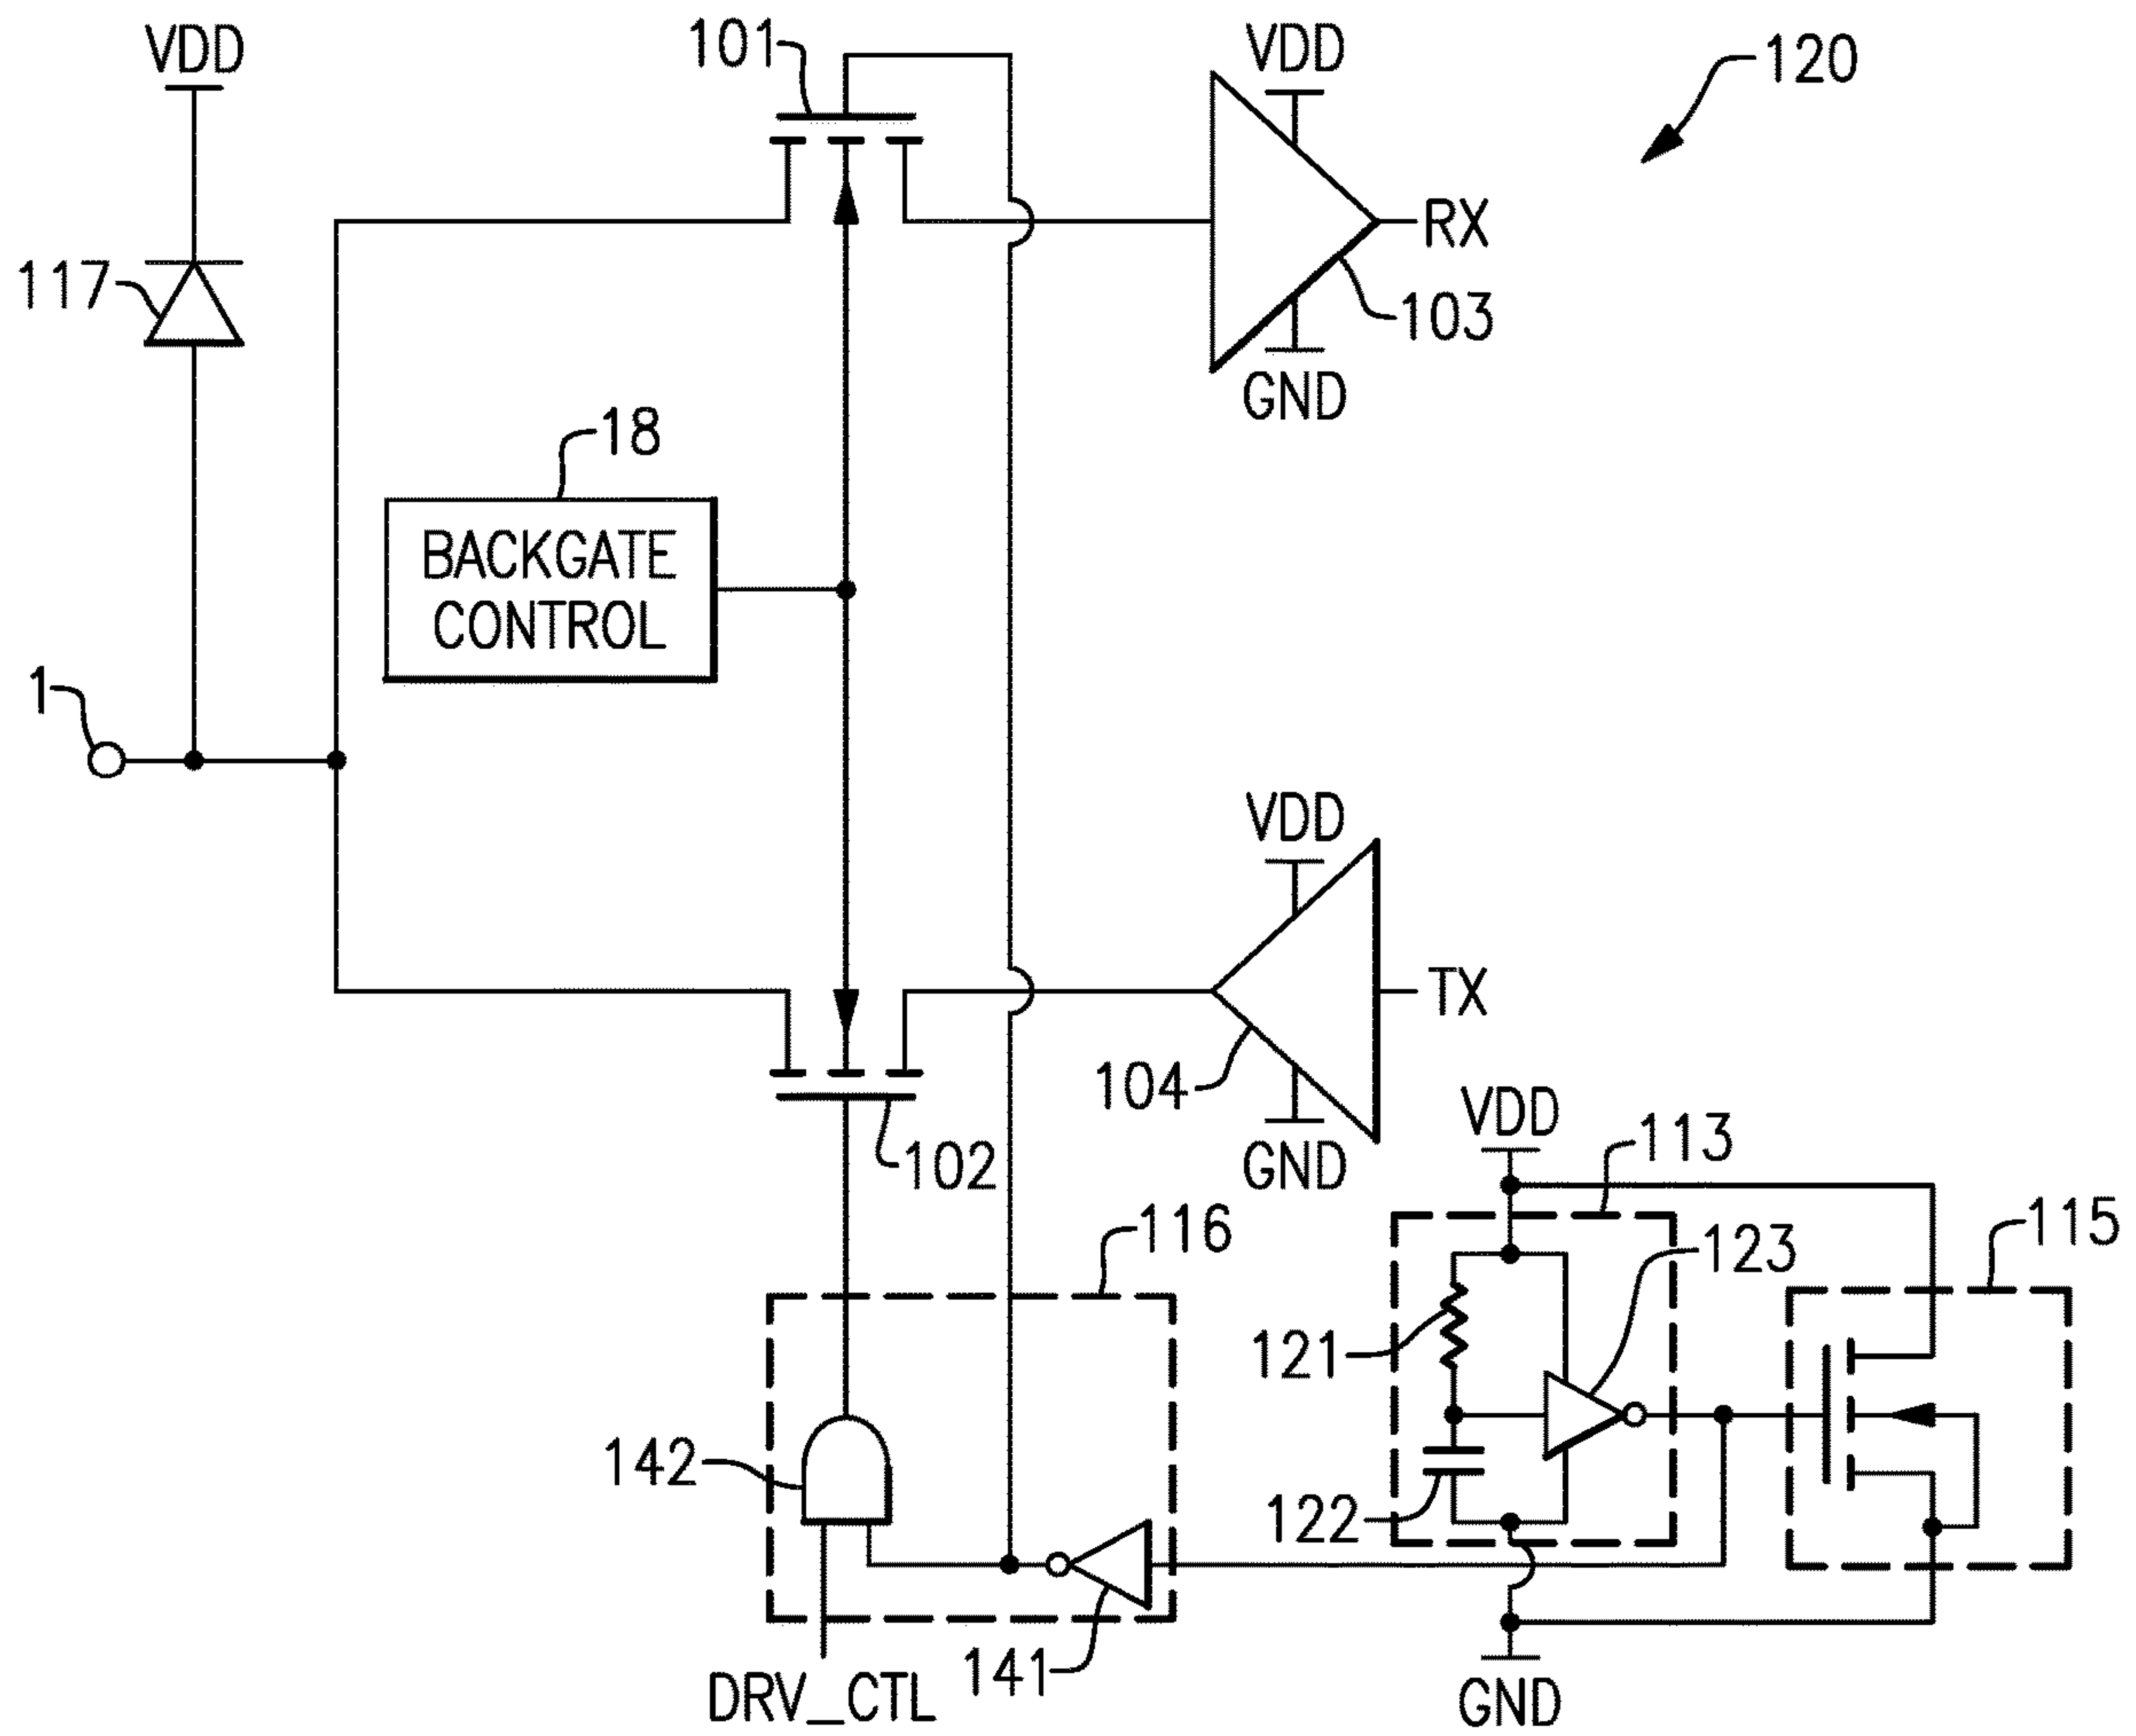 VDD
101
VDD
120
117
RX
103
GND
18
BACKGATE
CONTROL
1
VDD
TX
104
GND
102
VDD
113
116
115
123
121
142
122
141
DRV_CTL
GND